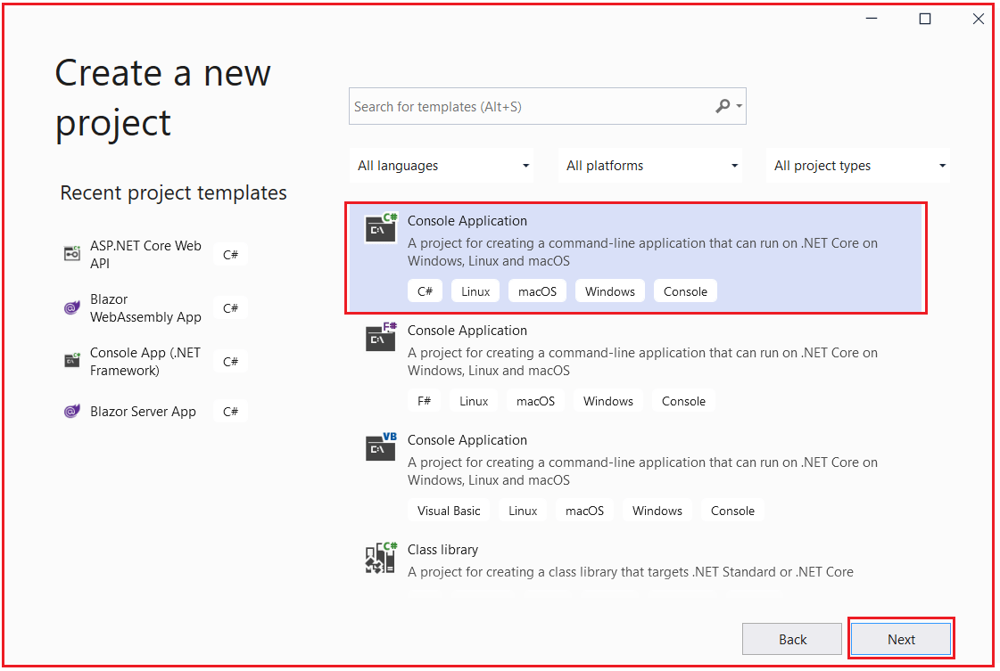 Create a new
project
Recent project templates
ASP.NET Core Web
API
C#
Blazor
WebAssembly App
C#
Console App (.NET
Framework)
C#
Blazor Server App
C#
Search for templates (Alt+S)
All languages
All platforms
All project types
C#
C:\
Console Application
A project for creating a command-line application that can run on .NET Core on
Windows, Linux and macOS
C# Linux macOS Windows Console
F#
C:\
Console Application
A project for creating a command-line application that can run on .NET Core on
Windows, Linux and macOS
F# Linux macOS Windows Console
VB
C:\
Console Application
A project for creating a command-line application that can run on .NET Core on
Windows, Linux and macOS
Visual Basic Linux macOS Windows Console
C#
Class library
A project for creating a class library that targets .NET Standard or .NET Core
Back
Next